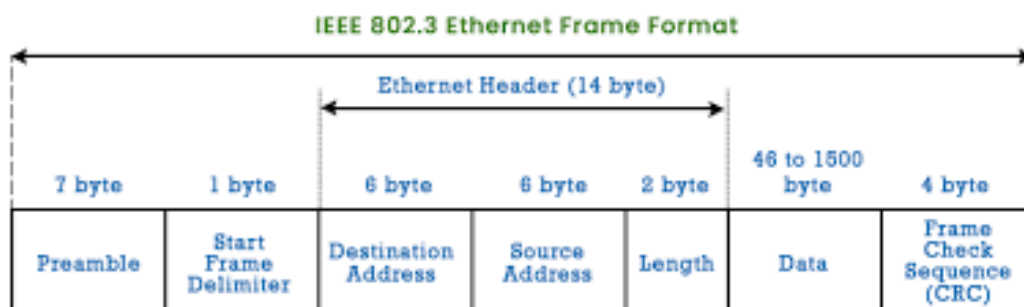 IEEE 802.3 Ethernet Frame Format
Ethernet Header (14 byte)
7 byte
1 byte
6 byte
6 byte
2 byte
46 to 1500
byte
4 byte
Preamble
Start
Frame
Delimiter
Destination
Address
Source
Address
Length
Data
Frame
Check
Sequence
(CRC)